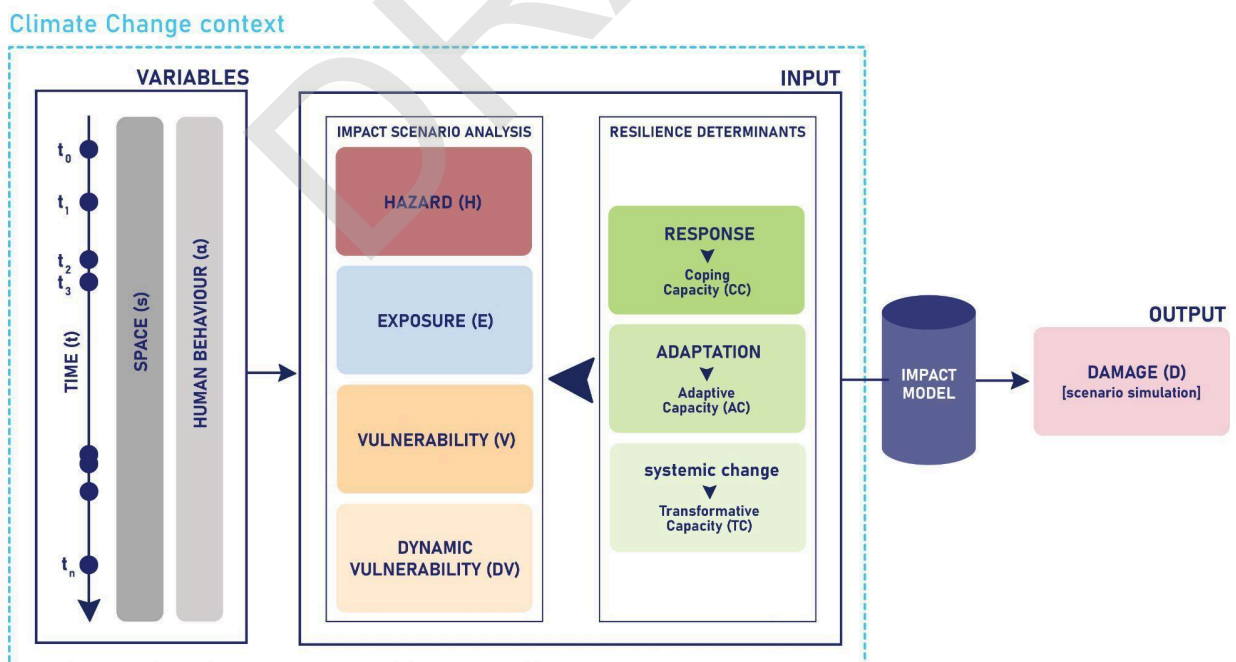 Climate Change context
VARIABLES
t0
t1
t2
t3
tn
TIME (t)
SPACE (s)
HUMAN BEHAVIOUR (α)
INPUT
IMPACT SCENARIO ANALYSIS
HAZARD (H)
EXPOSURE (E)
VULNERABILITY (V)
DYNAMIC
VULNERABILITY (DV)
RESILIENCE DETERMINANTS
RESPONSE
Coping
Capacity (CC)
ADAPTATION
Adaptive
Capacity (AC)
systemic change
Transformative
Capacity (TC)
IMPACT
MODEL
OUTPUT
DAMAGE (D)
[scenario simulation]